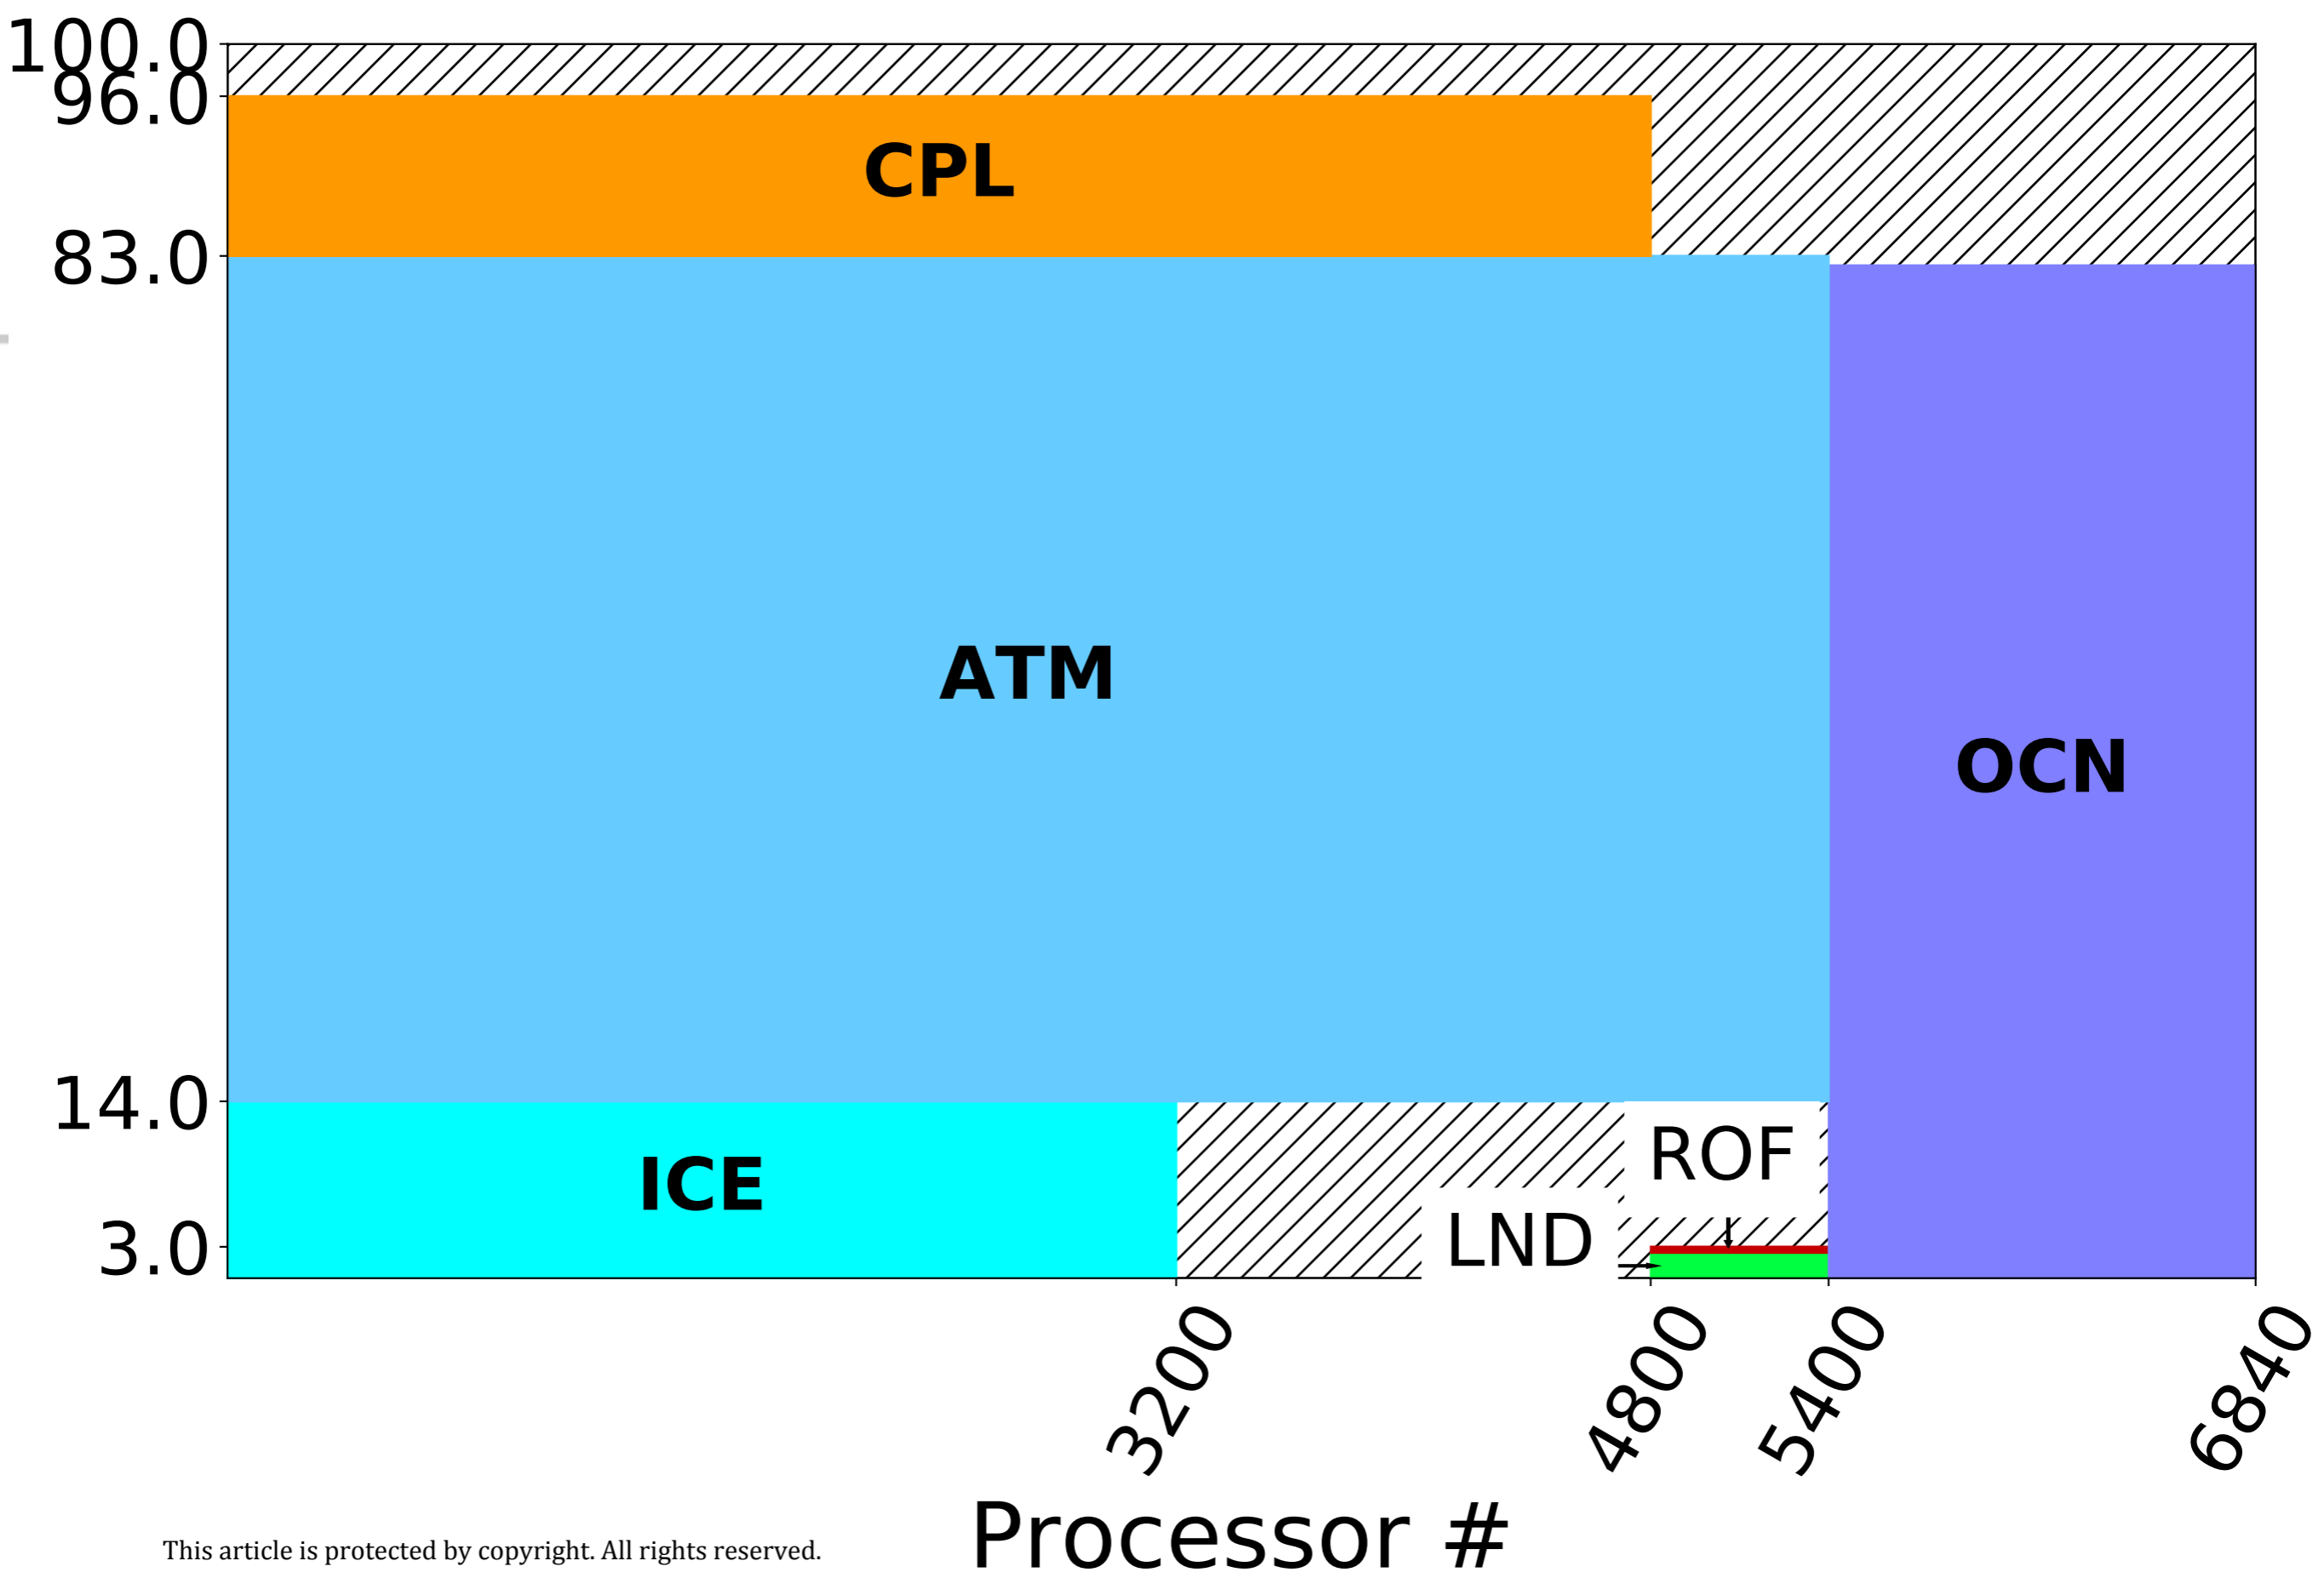 100.0
96.0
CPL
83.0
ATM
OCN
14.0
ROF
ICE
LND
3.0
3200
4800
5400
6840
Processor #
This article is protected by copyright. All rights reserved.